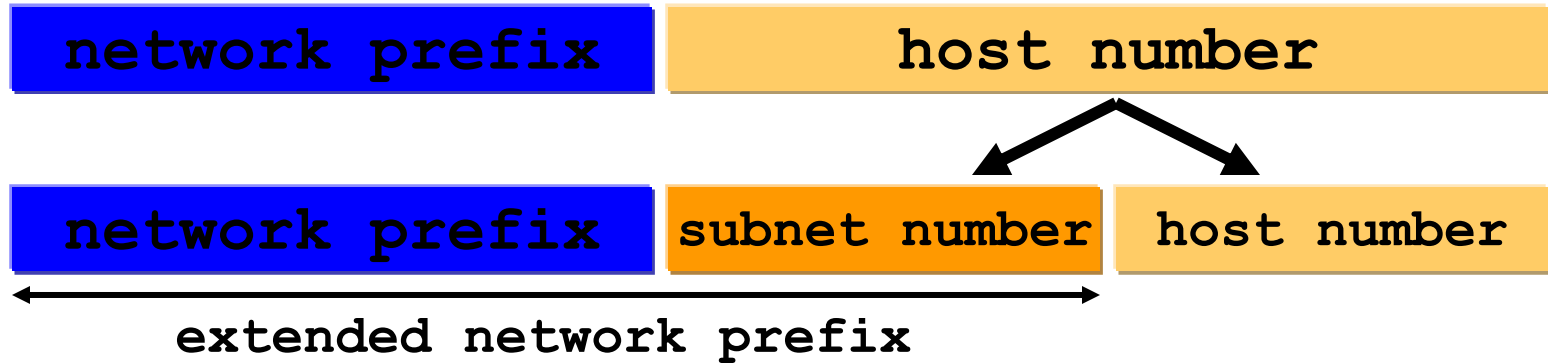 network prefix host number
network prefix subnet number host number
extended network prefix